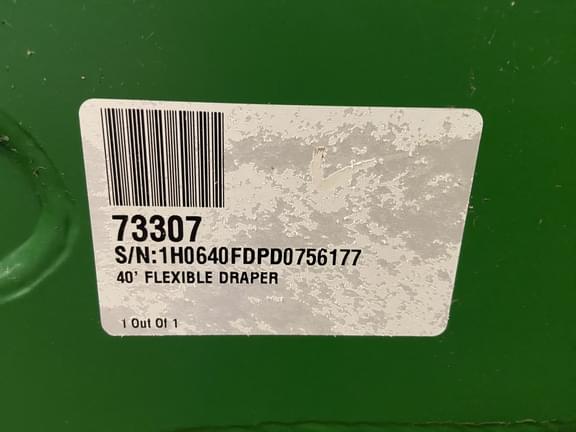 73307
S/N:1H0640FDPD0756177
40' FLEXIBLE DRAPER
1 Out Of 1